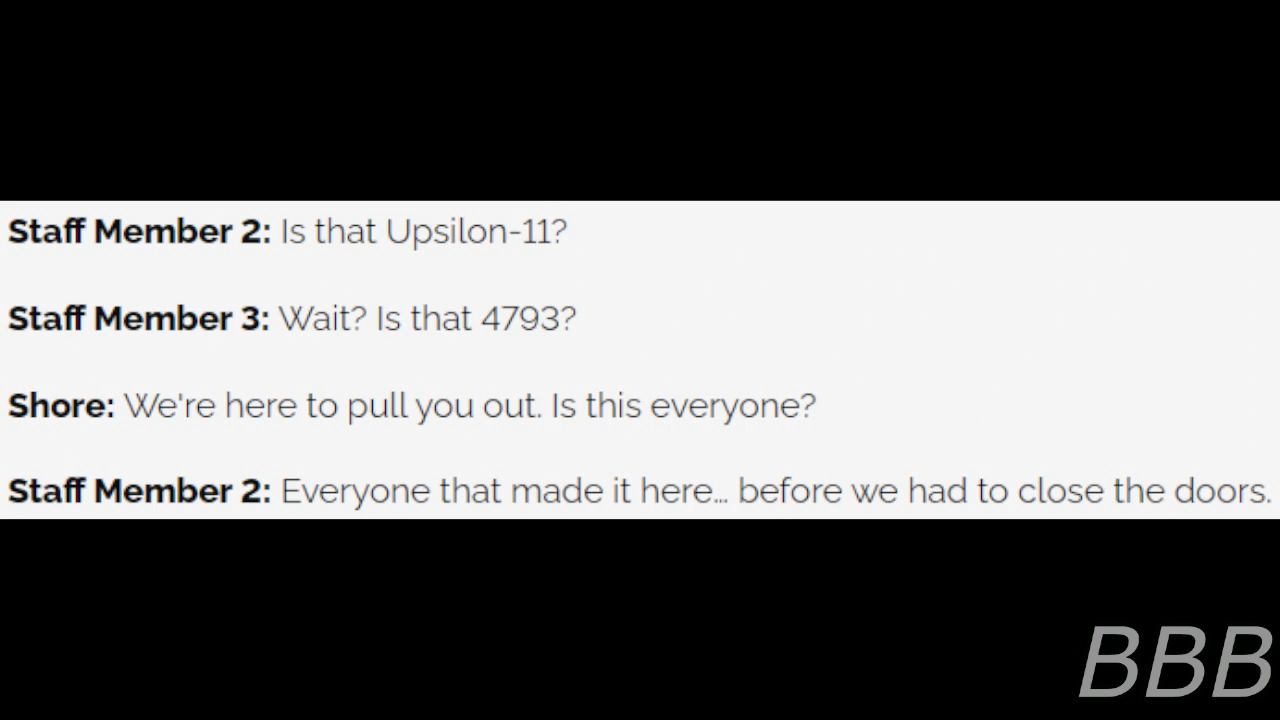 Staff Member 2: Is that Upsilon-11?
Staff Member 3: Wait? Is that 4793?
Shore: We're here to pull you out. Is this everyone?
Staff Member 2: Everyone that made it here… before we had to close the doors.
BBB